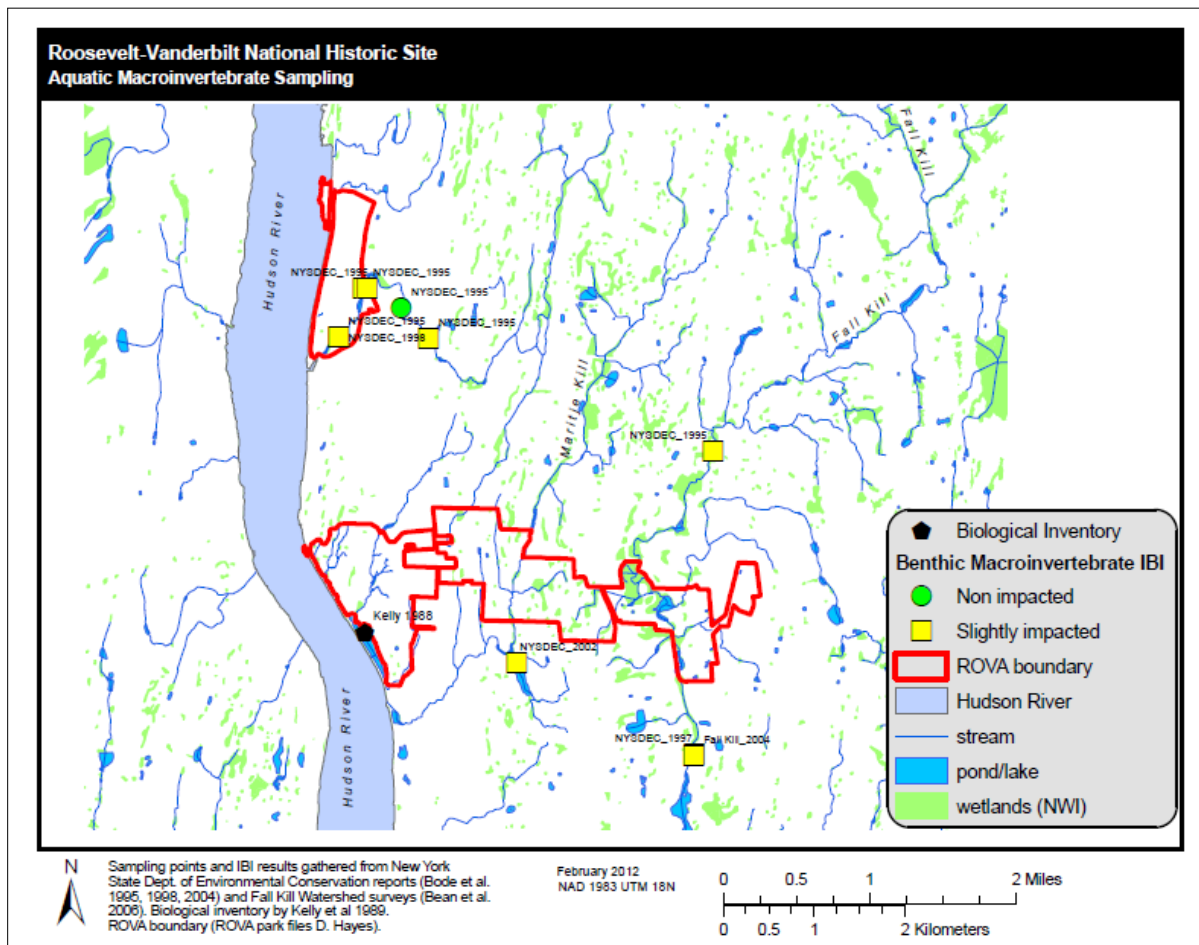 Roosevelt-Vanderbilt National Historic Site
Aquatic Macroinvertebrate Sampling
Fall Kill
Hudson River
NYSDEC_1995
NYSDEC_1995
NYSDEC_1995
NYSDEC_1995
NYSDEC_1995
NYSDEC_1998
Fall Kill
Maritje Kill
NYSDEC_1995
Kelly 1988
NYSDEC_2002
Hudson River
NYSDEC_1997
Fall Kill_2004
Biological Inventory
Benthic Macroinvertebrate IBI
Non impacted
Slightly impacted
ROVA boundary
Hudson River
stream
pond/lake
wetlands (NWI)
N
Sampling points and IBI results gathered from New York
State Dept. of Environmental Conservation reports (Bode et al.
1995, 1998, 2004) and Fall Kill Watershed surveys (Bean et al.
2006). Biological inventory by Kelly et al 1989.
ROVA boundary (ROVA park files D. Hayes).
February 2012
NAD 1983 UTM 18N
0 0.5 1 2 Miles
0 0.5 1 2 Kilometers